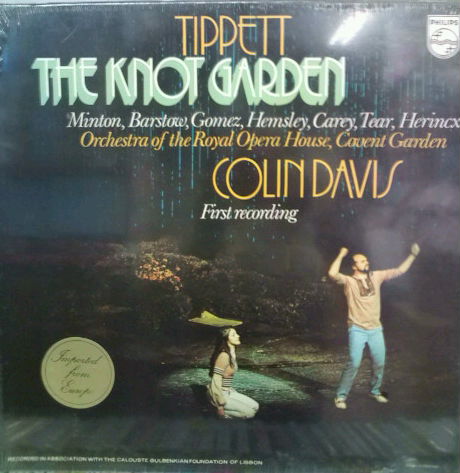 TIPPETT
PHILIPS
THE KNOT GARDEN
Minton, Barstow, Gomez, Hemsley, Carey, Tear, Herincx
Orchestra of the Royal Opera House, Covent Garden
COLIN DAVIS
First recording
Imported
from
Europe
RECORDED IN ASSOCIATION WITH THE CALOUSTE GULBENKIAN FOUNDATION OF LISBON